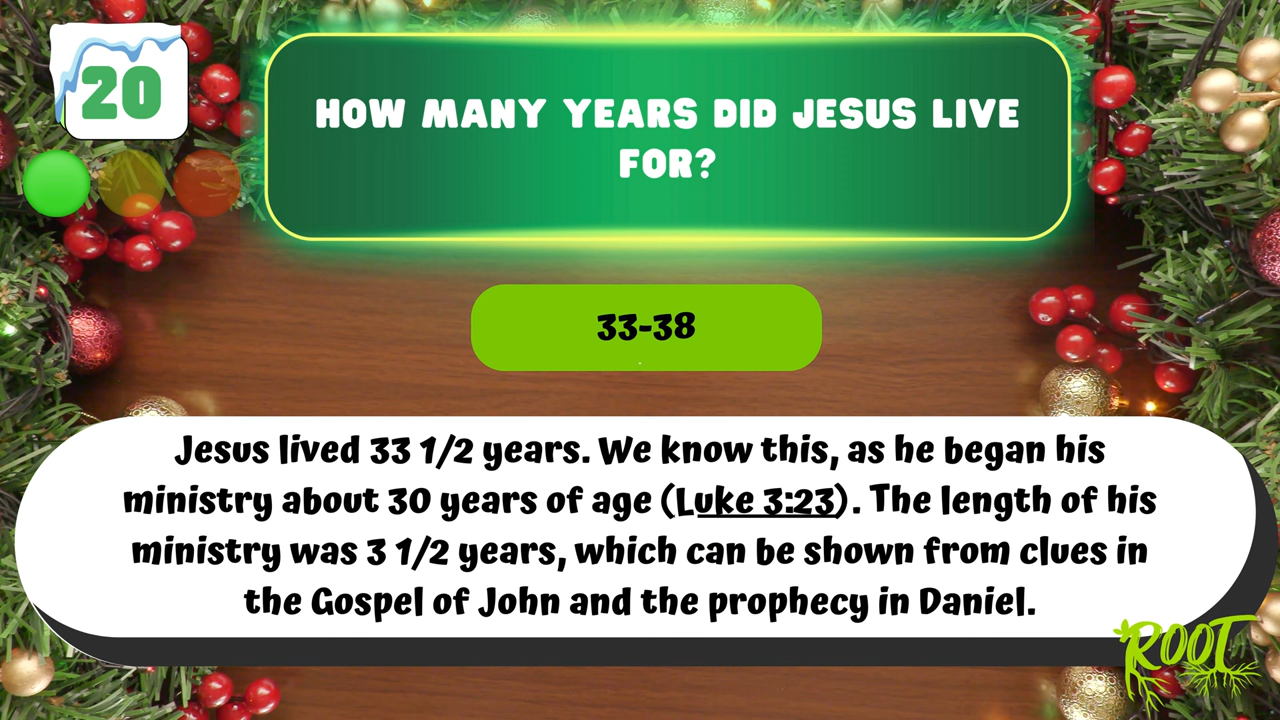 20
HOW MANY YEARS DID JESUS LIVE
FOR?
33-38
Jesus lived 33 1/2 years. We know this, as he began his
ministry about 30 years of age (Luke 3:23). The length of his
ministry was 3 1/2 years, which can be shown from clues in
the Gospel of John and the prophecy in Daniel.
ROOT